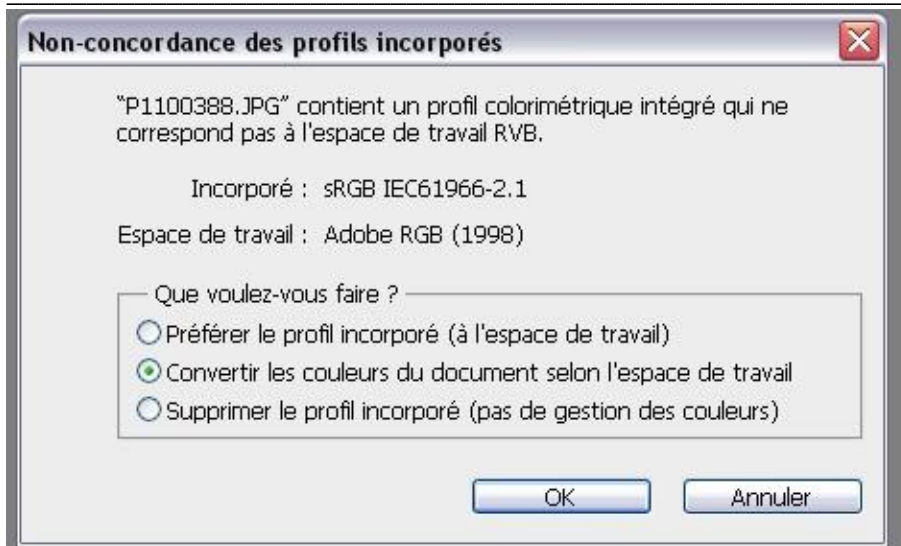 Non-concordance des profils incorporés
"P1100388.JPG" contient un profil colorimétrique intégré qui ne
correspond pas à l'espace de travail RVB.
Incorporé : sRGB IEC61966-2.1
Espace de travail : Adobe RGB (1998)
Que voulez-vous faire ?
Préférer le profil incorporé (à l'espace de travail)
Convertir les couleurs du document selon l'espace de travail
Supprimer le profil incorporé (pas de gestion des couleurs)
OK Annuler